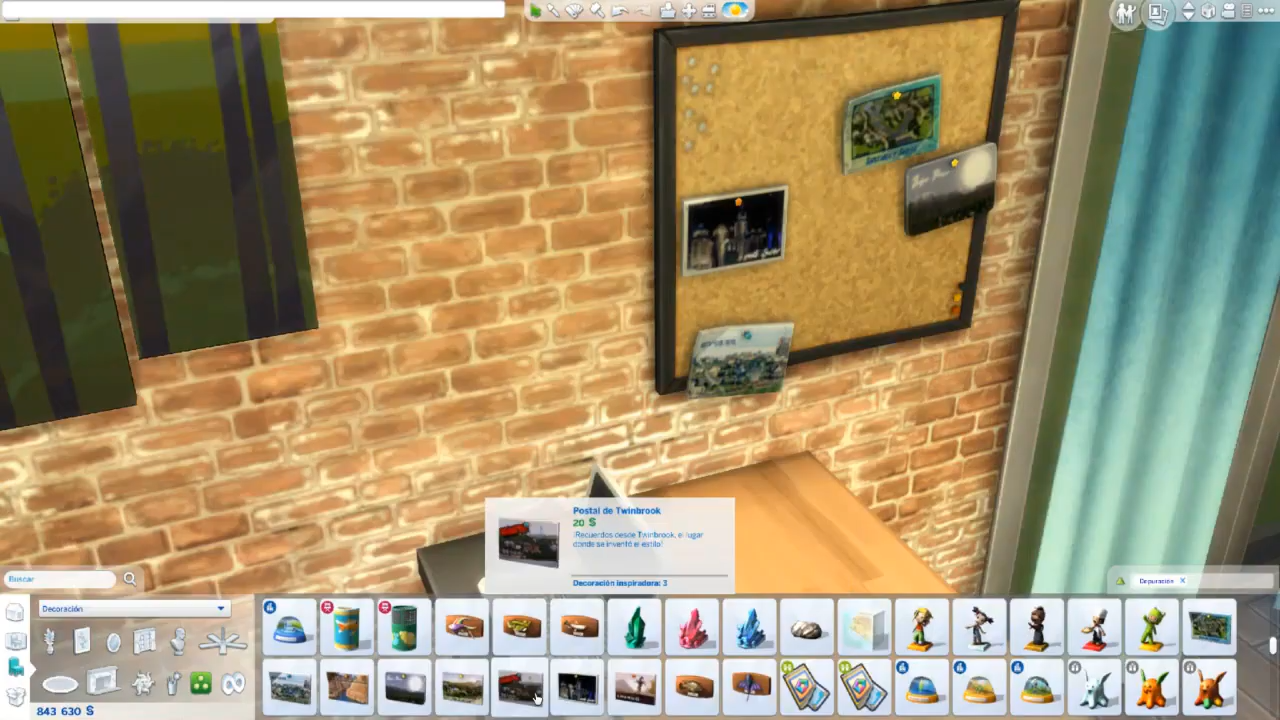 Postal de Twinbrook
20 $
¡Recuerdos desde Twinbrook, el lugar
donde se inventó el estilo!
Decoración inspiradora: 3
Buscar
Depuración X
Decoración
843 630 $